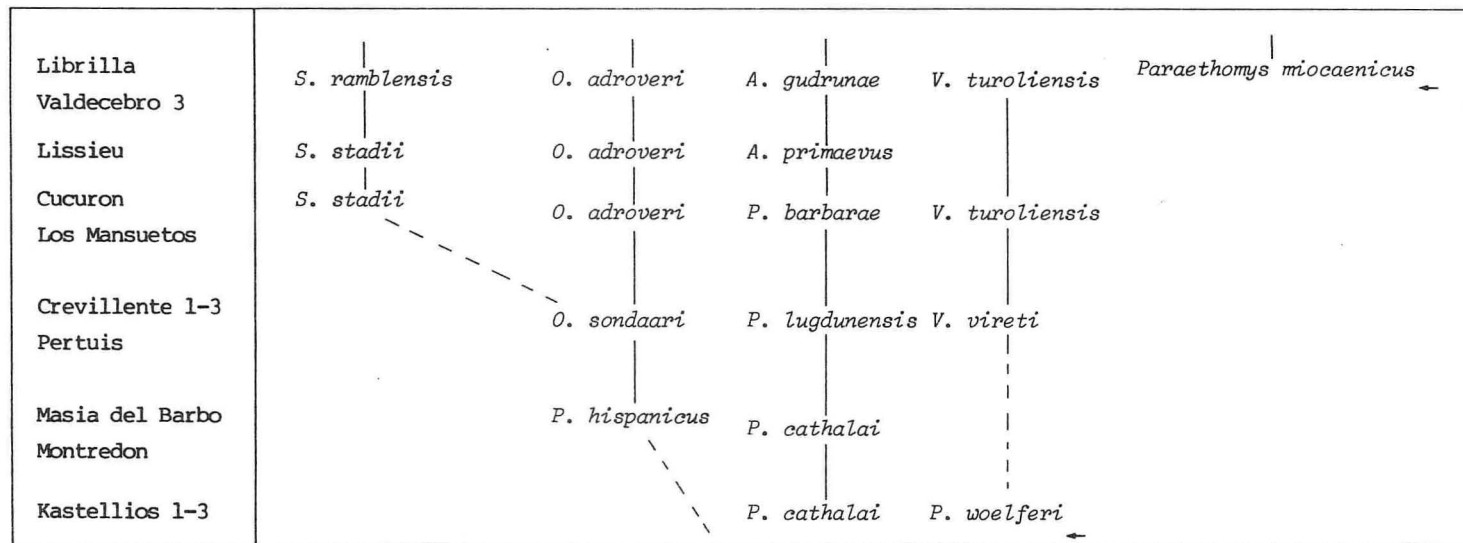 Librilla
Valdecebro 3
S. ramblensis O. adroveri A. gudrunae V. turoliensis Paraethomys miocaenicus
Lissieu S. stadii O. adroveri A. primaevus
Cucuron
Los Mansuetos
S. stadii O. adroveri P. barbarae V. turoliensis
Crevillente 1-3
Pertuis
O. sondaari P. lugdunensis V. vireti
Masia del Barbo
Montredon
P. hispanicus P. cathalai
Kastellios 1-3 P. cathalai P. woelferi